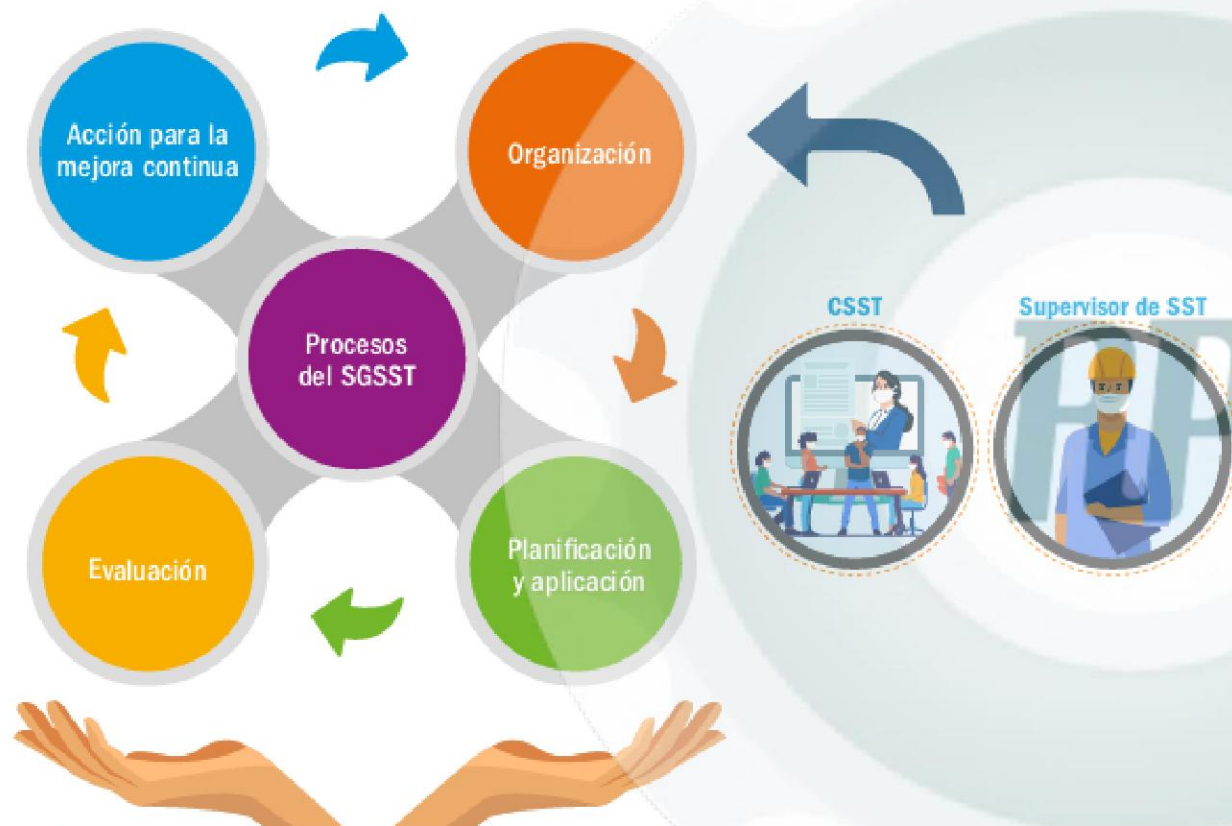 Acción para la
mejora continua
Organización
Procesos
del SGSST
CSST
Supervisor de SST
Evaluación
Planificación
y aplicación